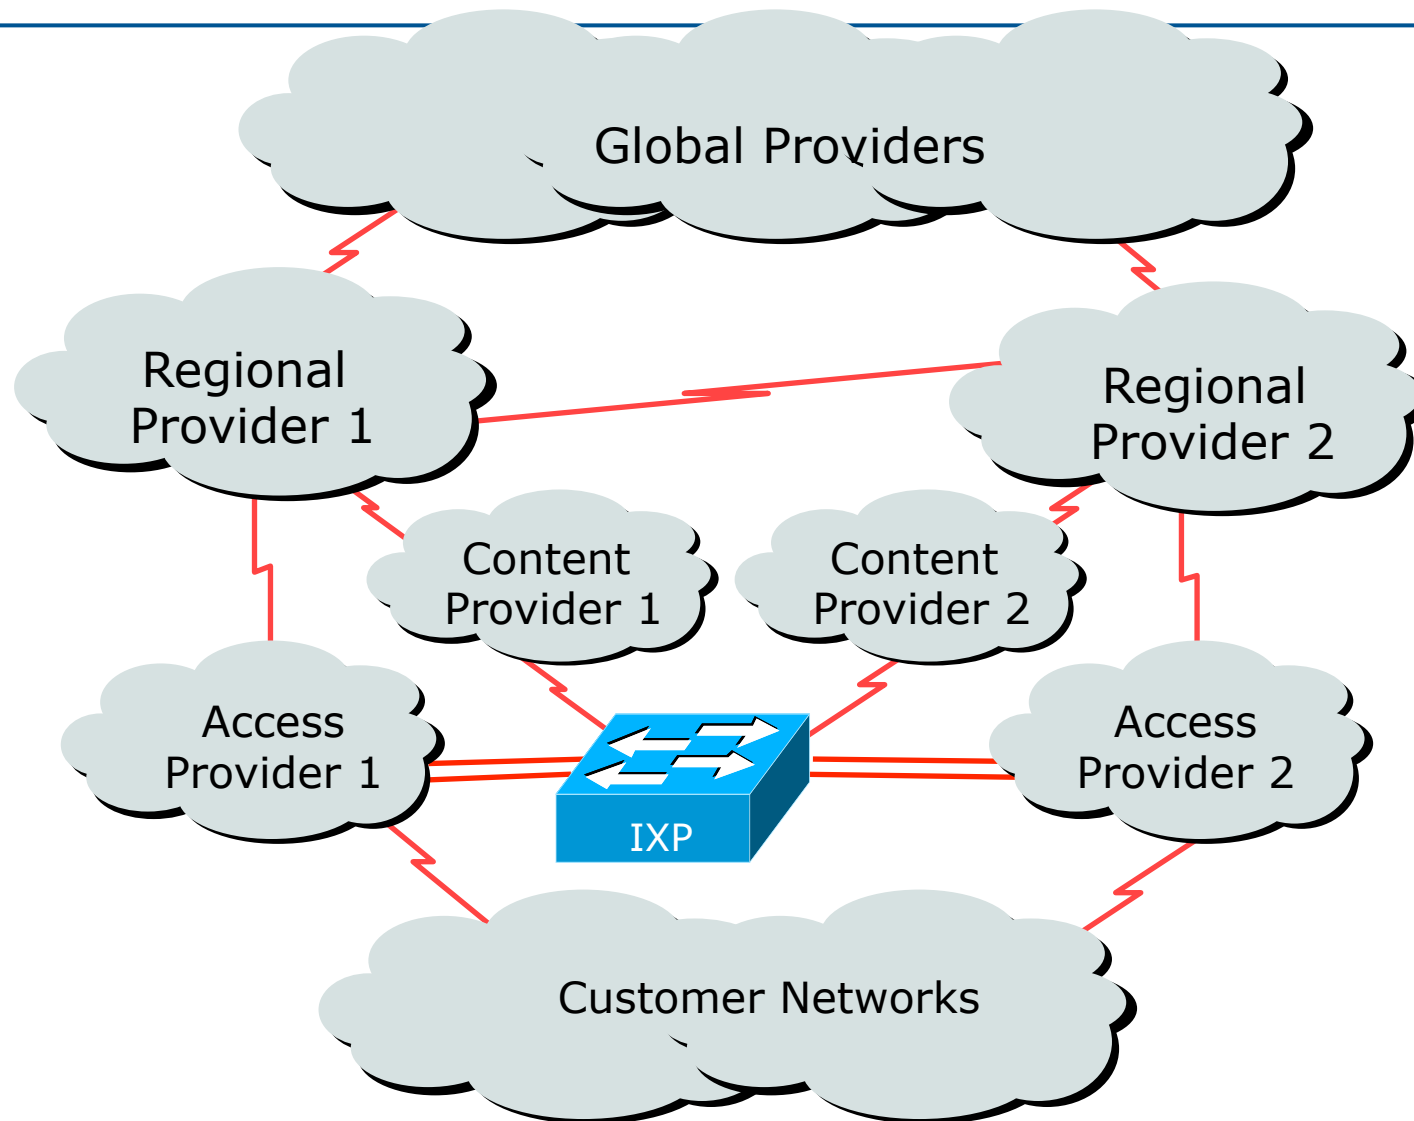 Global Providers
Regional
Provider 1
Regional
Provider 2
Content
Provider 1
Content
Provider 2
Access
Provider 1
Access
Provider 2
IXP
Customer Networks